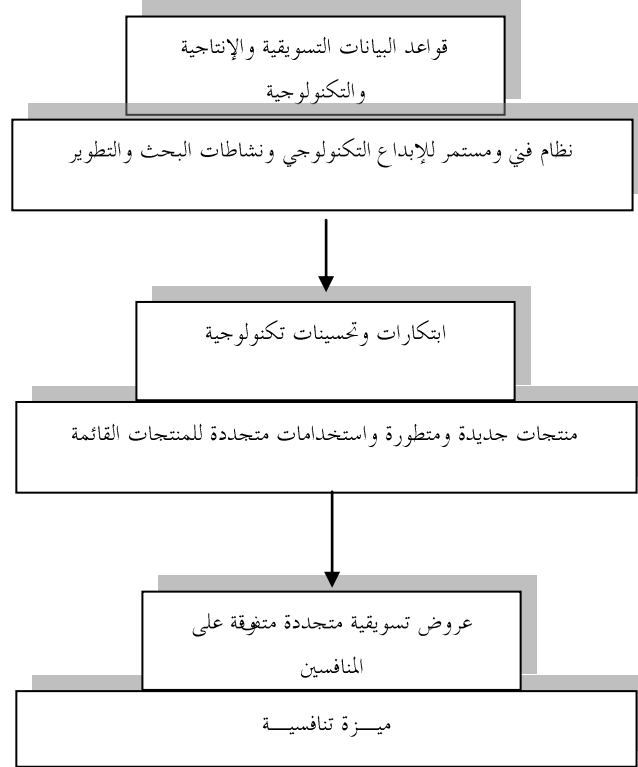 قواعد البيانات التسويقية والإنتاجية
والتكنولوجية
نظام فني ومستمر للإبداع التكنولوجي ونشاطات البحث والتطوير
ابتكارات وتحسينات تكنولوجية
منتجات جديدة ومتطورة واستخدامات متجددة للمنتجات القائمة
عروض تسويقية متجددة متفوقة على
المنافسين
ميـــزة تنافسيـــة